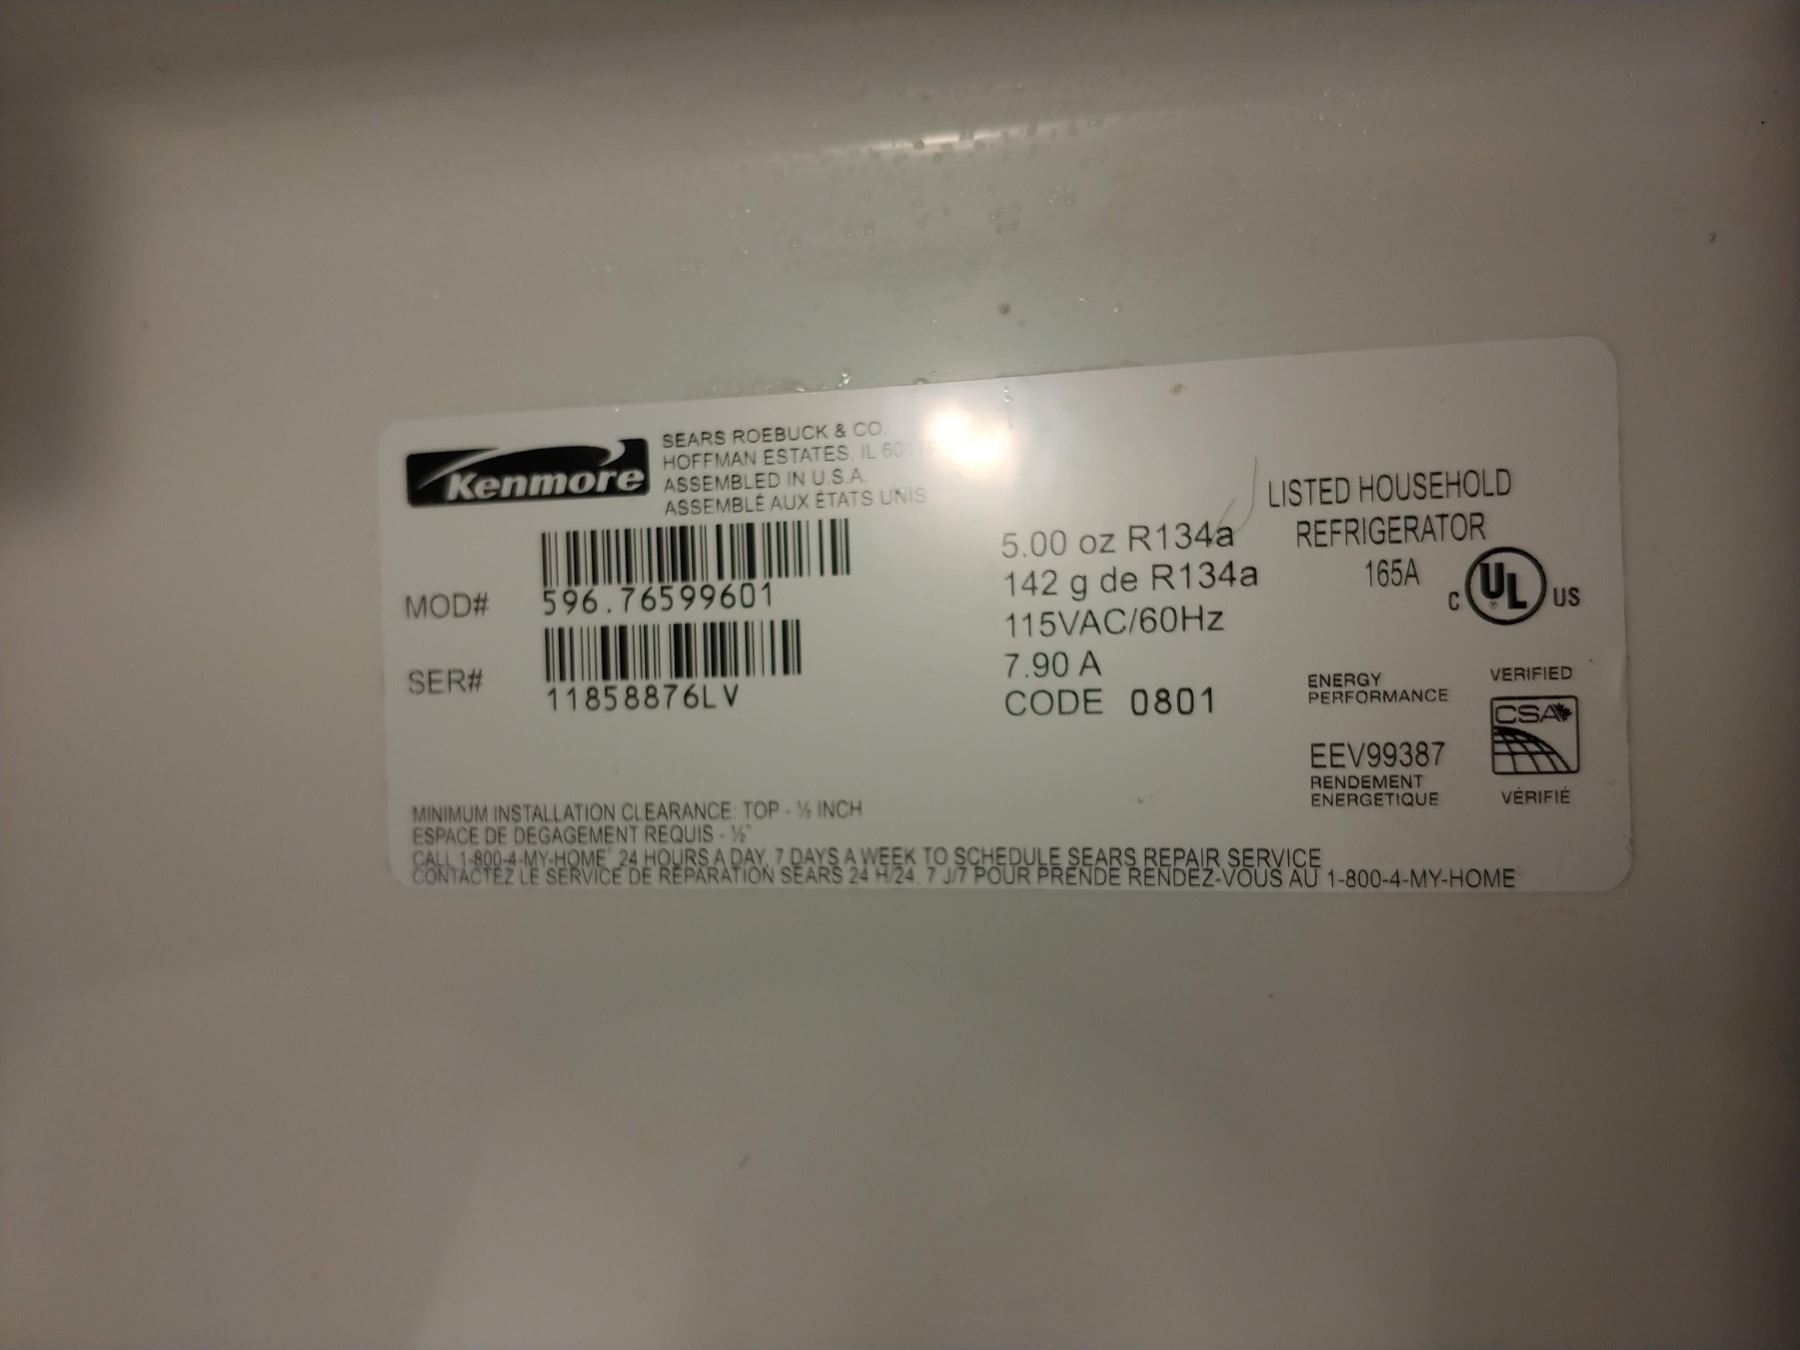 Kenmore
SEARS ROEBUCK & CO.
HOFFMAN ESTATES, IL 60179
ASSEMBLED IN U.S.A.
ASSEMBLÉ AUX ÉTATS UNIS
MOD# 596.76599601
SER# 11858876LV
5.00 oz R134a
142 g de R134a
115VAC/60Hz
7.90 A
CODE 0801
LISTED HOUSEHOLD
REFRIGERATOR
165A
C UL US
ENERGY
PERFORMANCE
EEV99387
RENDEMENT
ENERGETIQUE
VERIFIED
CSA
VÉRIFIÉ
MINIMUM INSTALLATION CLEARANCE: TOP - ½ INCH
ESPACE DE DEGAGEMENT REQUIS - ½"
CALL 1-800-4-MY-HOME® 24 HOURS A DAY, 7 DAYS A WEEK TO SCHEDULE SEARS REPAIR SERVICE
CONTACTEZ LE SERVICE DE RÉPARATION SEARS 24 H/24, 7 J/7 POUR PRENDE RENDEZ-VOUS AU 1-800-4-MY-HOME